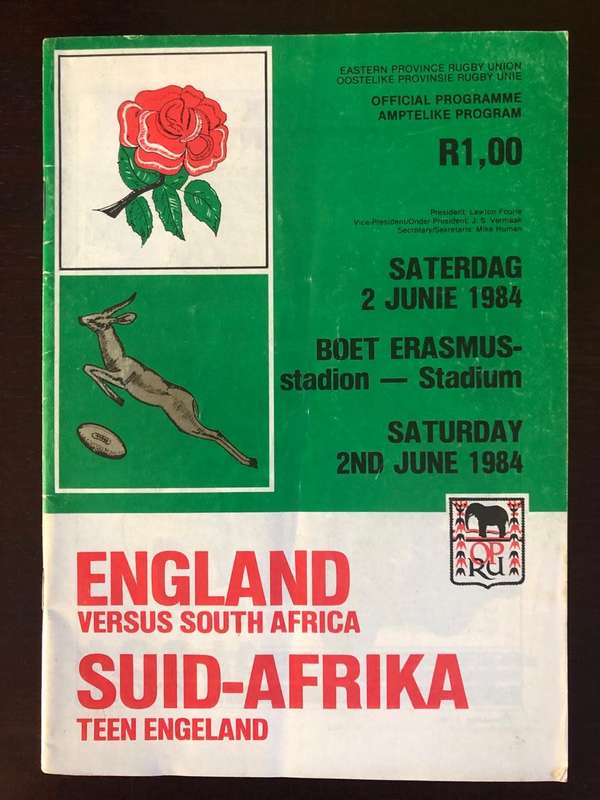 EASTERN PROVINCE RUGBY UNION
OOSTELIKE PROVINSIE RUGBY UNIE
OFFICIAL PROGRAMME
AMPTELIKE PROGRAM
R1,00
President: Lawton Fourie
Vice-President/Onder-President: J. S. Vermaak
Secretary/Sekretaris: Mike Human
SATERDAG
2 JUNIE 1984
BOET ERASMUS-
stadion — Stadium
SATURDAY
2ND JUNE 1984
OP
RU
ENGLAND
VERSUS SOUTH AFRICA
SUID-AFRIKA
TEEN ENGELAND